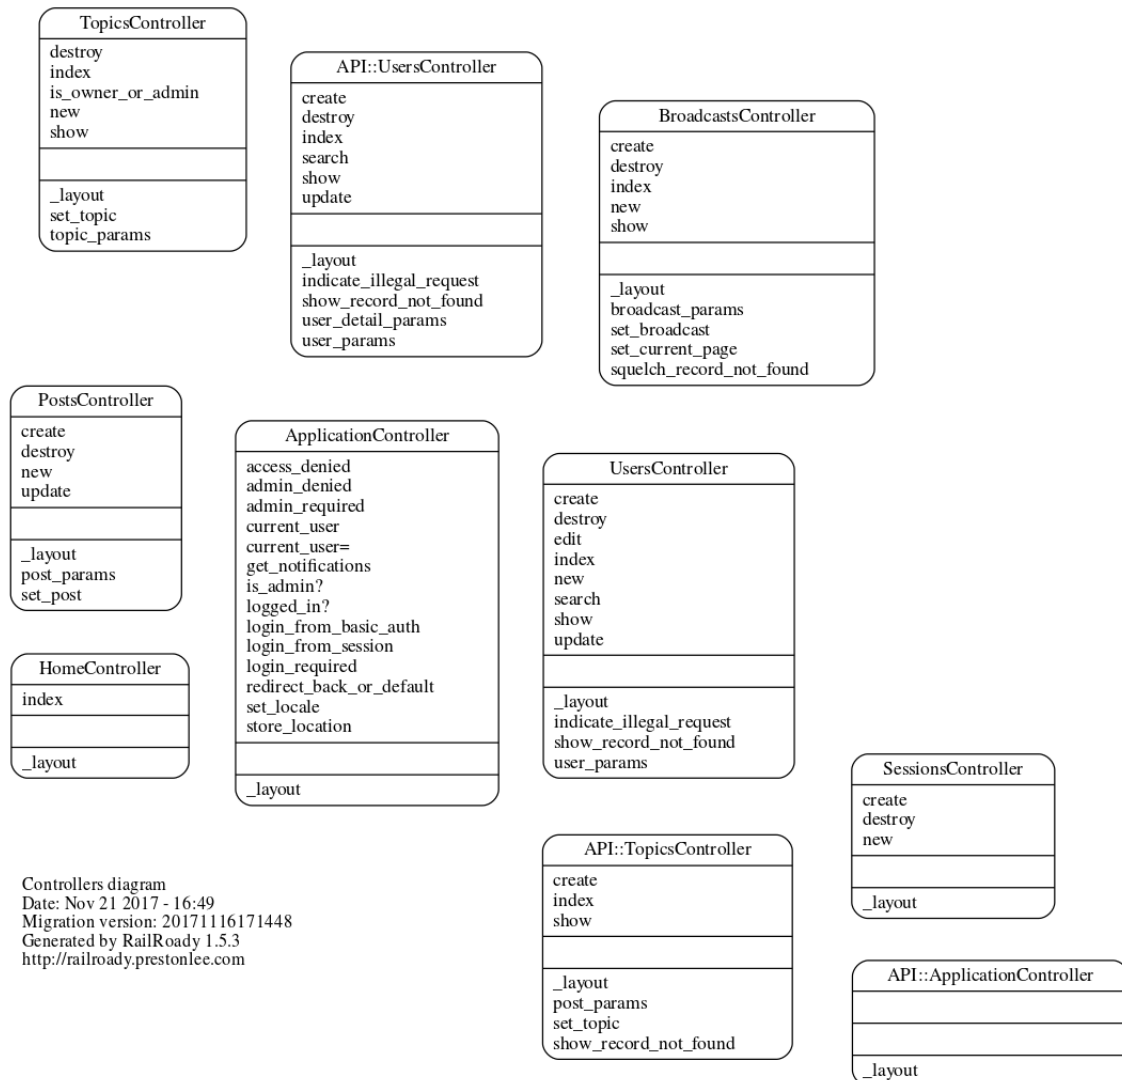 TopicsController
destroy
index
is_owner_or_admin
new
show
_layout
set_topic
topic_params
API::UsersController
create
destroy
index
search
show
update
_layout
indicate_illegal_request
show_record_not_found
user_detail_params
user_params
BroadcastsController
create
destroy
index
new
show
_layout
broadcast_params
set_broadcast
set_current_page
squelch_record_not_found
PostsController
create
destroy
new
update
_layout
post_params
set_post
ApplicationController
access_denied
admin_denied
admin_required
current_user
current_user=
get_notifications
is_admin?
logged_in?
login_from_basic_auth
login_from_session
login_required
redirect_back_or_default
set_locale
store_location
_layout
UsersController
create
destroy
edit
index
new
search
show
update
_layout
indicate_illegal_request
show_record_not_found
user_params
HomeController
index
_layout
SessionsController
create
destroy
new
_layout
API::TopicsController
create
index
show
_layout
post_params
set_topic
show_record_not_found
Controllers diagram
Date: Nov 21 2017 - 16:49
Migration version: 20171116171448
Generated by RailRoady 1.5.3
http://railroady.prestonlee.com
API::ApplicationController
_layout